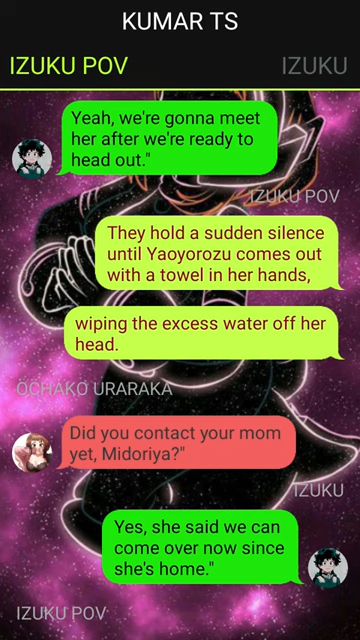 KUMAR TS
IZUKU POV
IZUKU
Yeah, we're gonna meet
her after we're ready to
head out."
IZUKU POV
They hold a sudden silence
until Yaoyorozu comes out
with a towel in her hands,
wiping the excess water off her
head.
OCHAKO URARAKA
Did you contact your mom
yet, Midoriya?"
IZUKU
Yes, she said we can
come over now since
she's home."
IZUKU POV